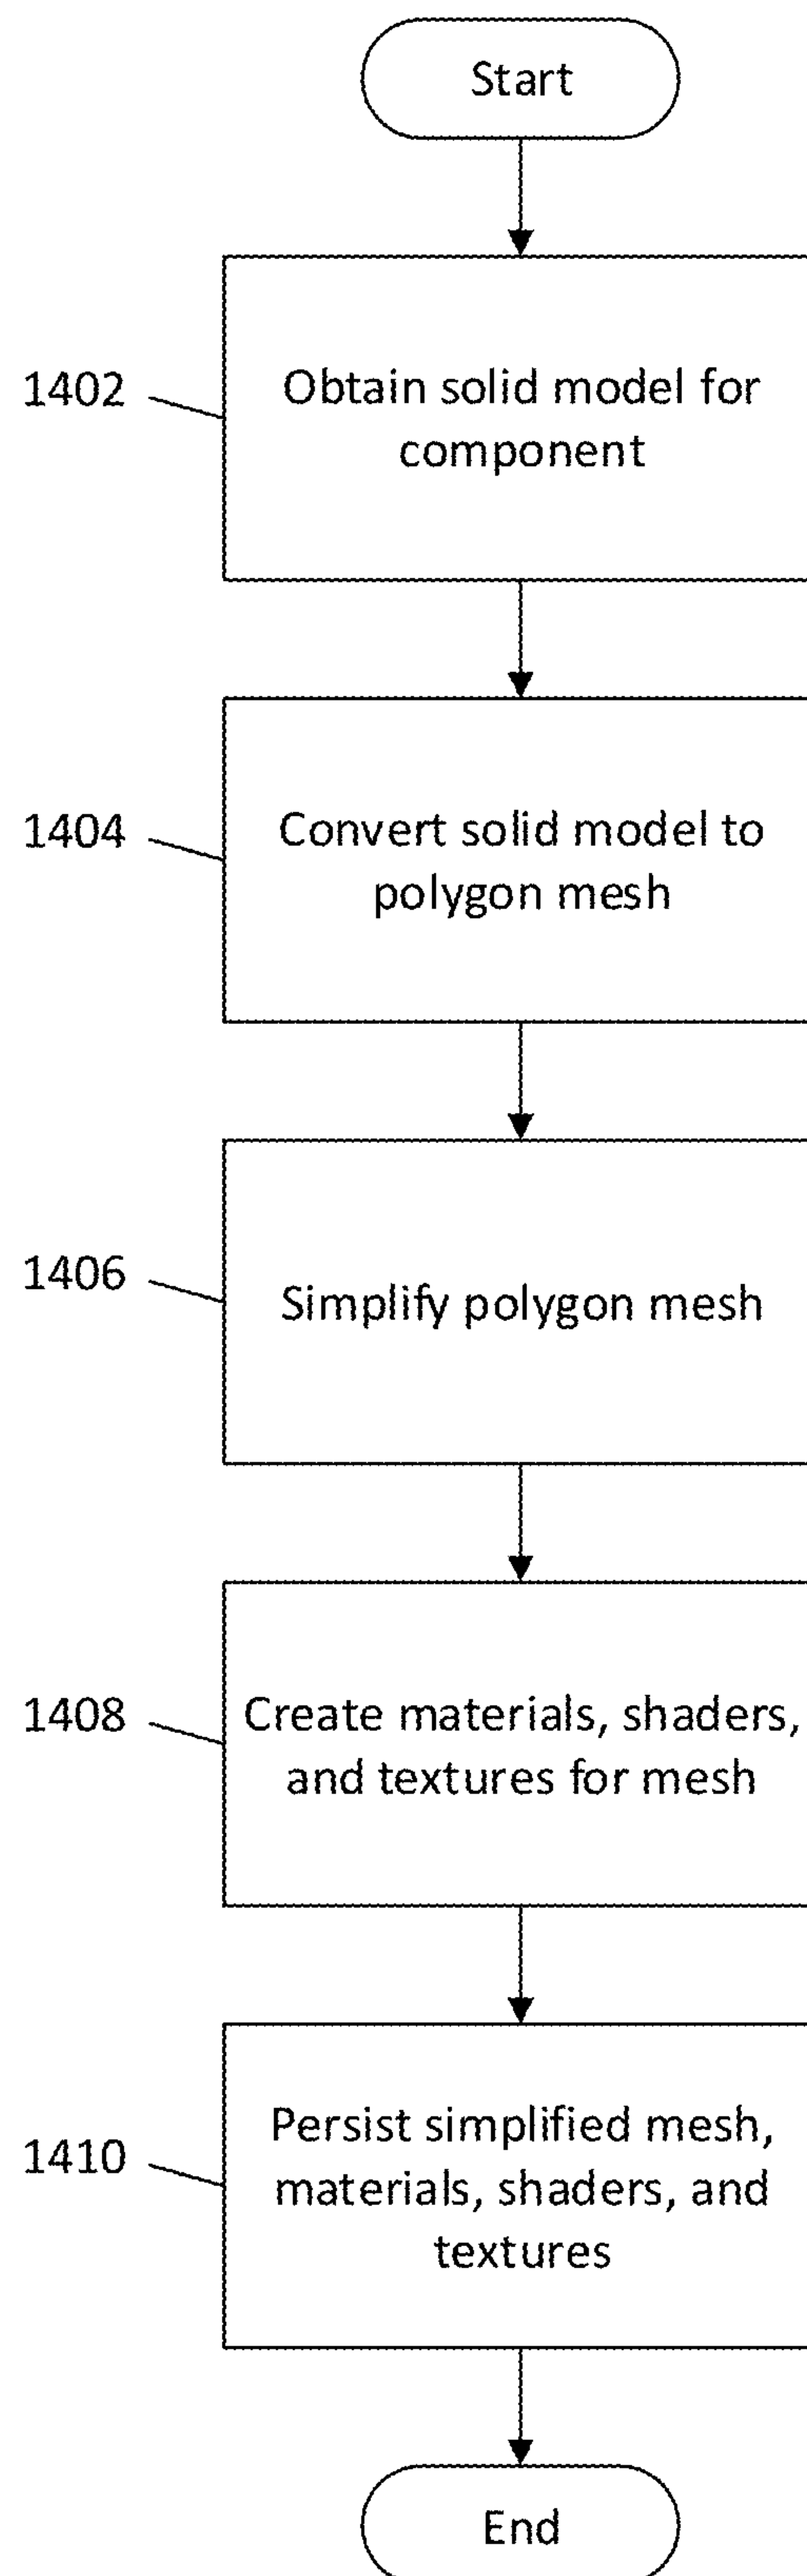 Start
1402
Obtain solid model for
component
1404
Convert solid model to
polygon mesh
1406
Simplify polygon mesh
1408
Create materials, shaders,
and textures for mesh
1410
Persist simplified mesh,
materials, shaders, and
textures
End